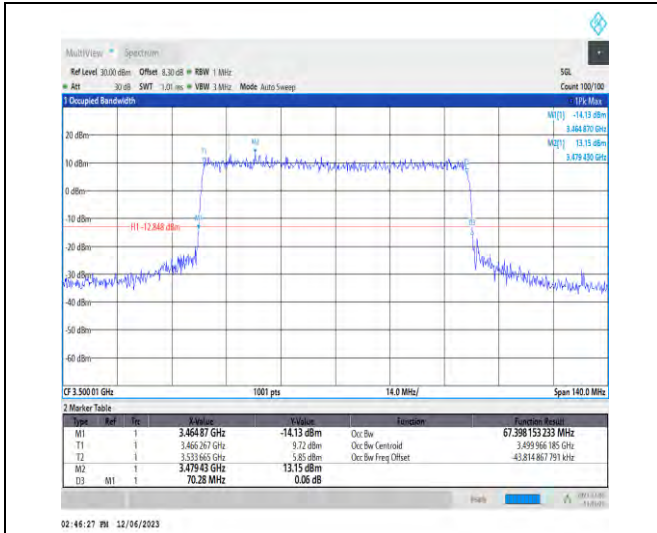 MultiView Spectrum
Ref Level 30.00 dBm Offset 8.30 dB RBW 1 MHz SGL
Att 30 dB SWT 1.01 ms VBW 3 MHz Mode Auto Sweep Count 100/100
1 Occupied Bandwidth 1Pk Max
M1[1] -14.13 dBm
3.464 870 GHz
M2[1] 13.15 dBm
3.479 430 GHz
20 dBm
M2
T1
10 dBm
0 dBm
-10 dBm
H1 -12.848 dBm
-20 dBm
-30 dBm
-40 dBm
-50 dBm
-60 dBm
CF 3.500 01 GHz 1001 pts 14.0 MHz/ Span 140.0 MHz
2 Marker Table
Type Ref Trc X-Value Y-Value Function Function Result
M1 1 3.464 87 GHz -14.13 dBm Occ Bw 67.398 153 233 MHz
T1 1 3.466 267 GHz 9.72 dBm Occ Bw Centroid 3.499 966 185 GHz
T2 1 3.533 665 GHz 5.85 dBm Occ Bw Freq Offset -43.814 867 791 kHz
M2 1 3.479 43 GHz 13.15 dBm
D3 M1 1 70.28 MHz 0.06 dB
02:46:27 PM 12/06/2023